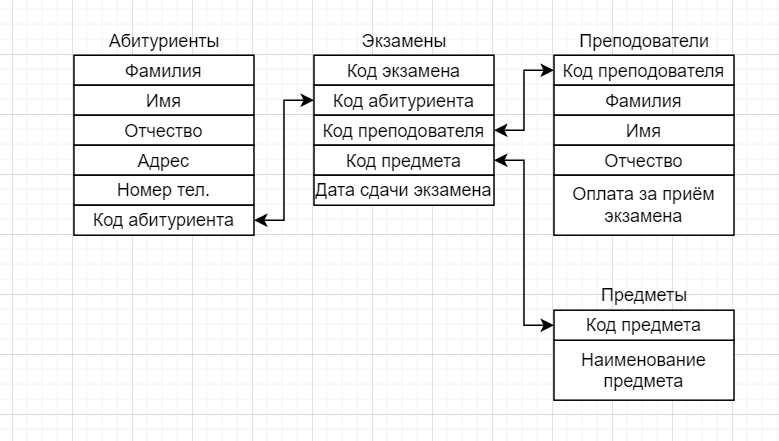 Абитуриенты
Фамилия
Имя
Отчество
Адрес
Номер тел.
Код абитуриента
Экзамены
Код экзамена
Код абитуриента
Код преподователя
Код предмета
Дата сдачи экзамена
Преподователи
Код преподователя
Фамилия
Имя
Отчество
Оплата за приём
экзамена
Предметы
Код предмета
Наименование
предмета